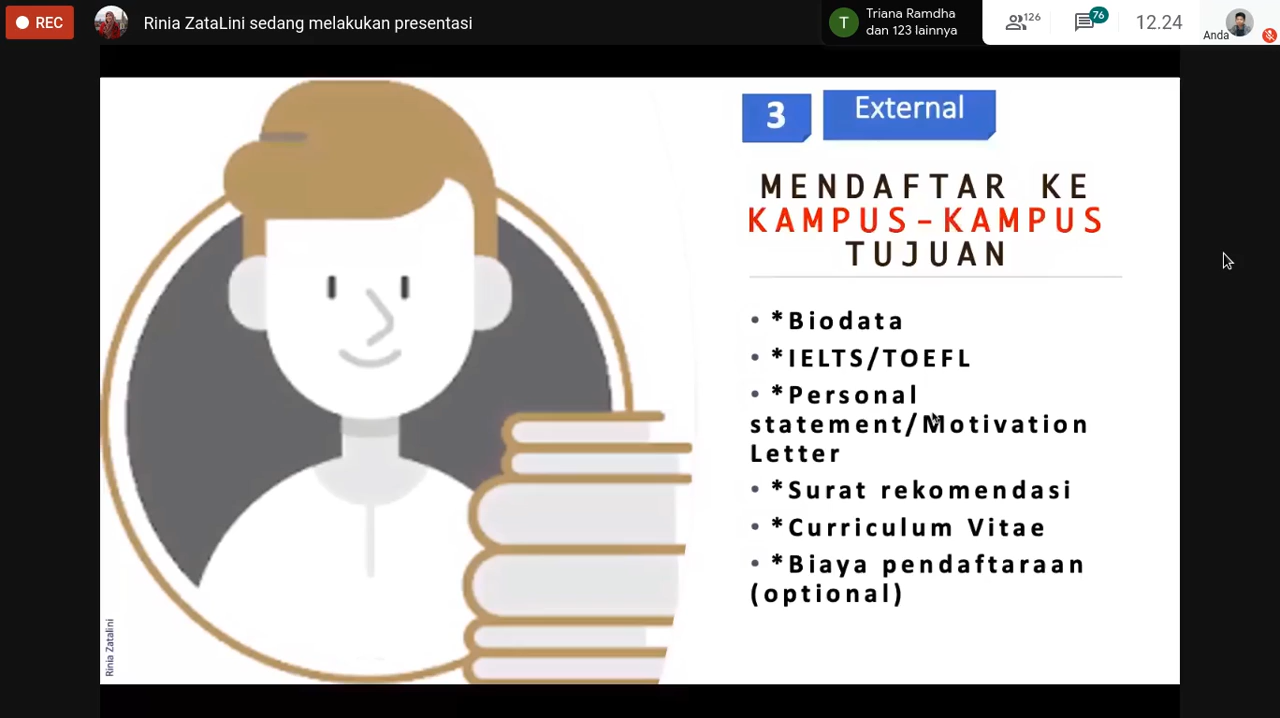 REC
Rinia ZataLini sedang melakukan presentasi
T
Triana Ramdha
dan 123 lainnya
126
76
12.24
Anda
3
External
MENDAFTAR KE
KAMPUS-KAMPUS
TUJUAN
• *Biodata
• *IELTS/TOEFL
• *Personal
statement/Motivation
Letter
• *Surat rekomendasi
• *Curriculum Vitae
• *Biaya pendaftaraan
(optional)
Rinia Zatalini